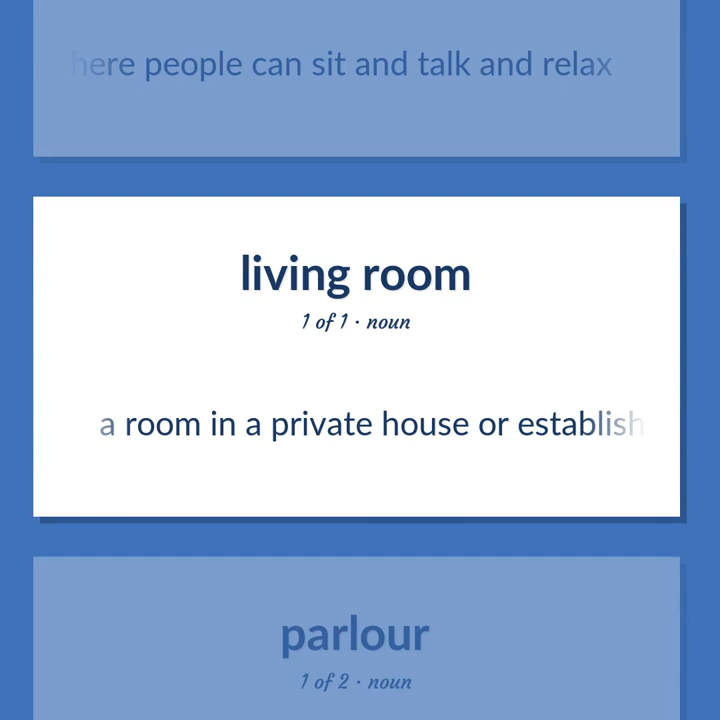 here people can sit and talk and relax
living room
1 of 1 · noun
a room in a private house or establish
parlour
1 of 2 · noun